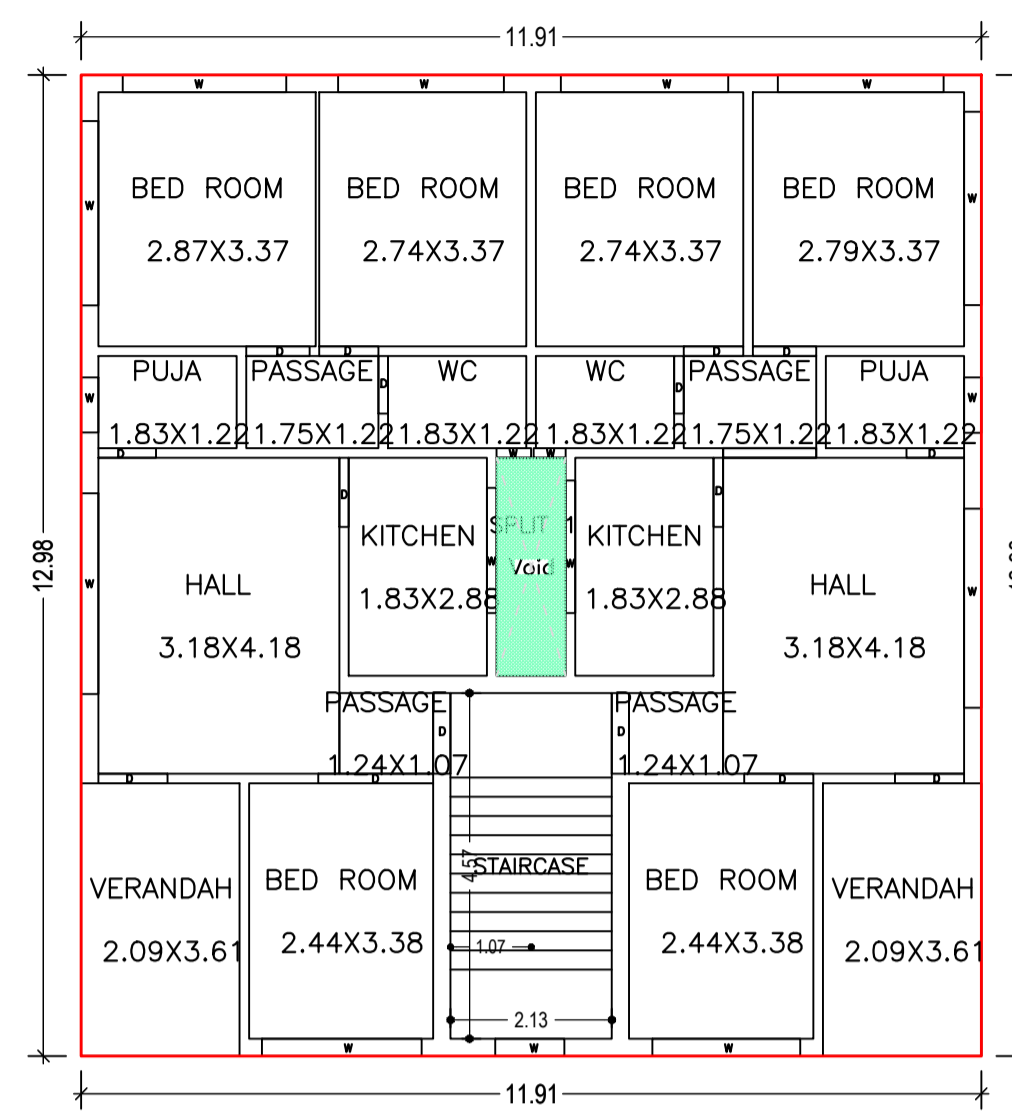 11.91
W W W W
BED ROOM BED ROOM BED ROOM BED ROOM
W W
2.87X3.37 2.74X3.37 2.74X3.37 2.79X3.37
D D D D
PUJA PASSAGE WC WC PASSAGE PUJA
W D D W
1.83X1.22 1.75X1.22 1.83X1.22 1.83X1.22 1.75X1.22 1.83X1.22
D W W D
D D
SPLIT 1
KITCHEN KITCHEN
12.98
W W Void W W
HALL HALL
1.83X2.88 1.83X2.88
3.18X4.18 3.18X4.18
PASSAGE PASSAGE
D D
1.24X1.07 1.24X1.07
D D D D
4.57
STAIRCASE
VERANDAH BED ROOM BED ROOM VERANDAH
2.09X3.61 2.44X3.38 1.07 2.44X3.38 2.09X3.61
2.13
W W W
11.91